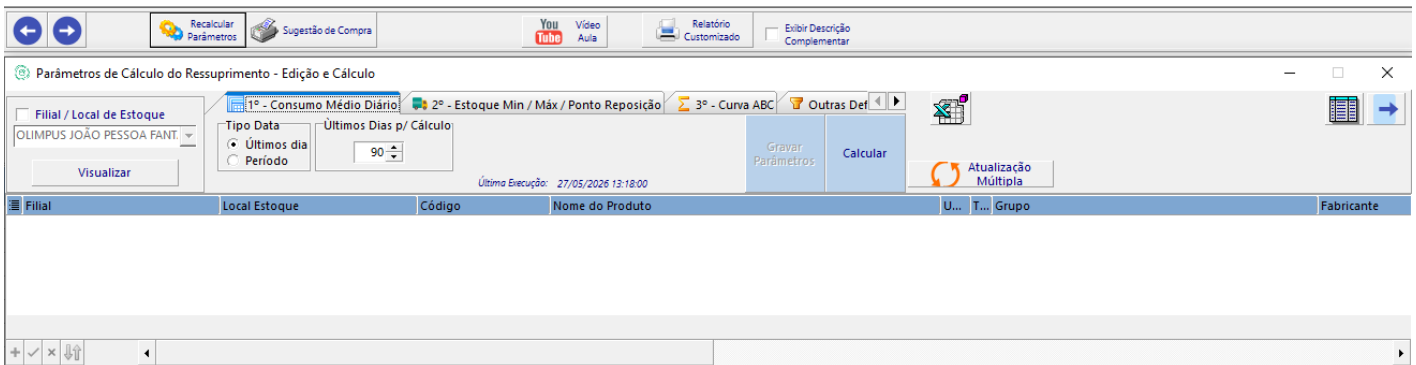 Recalcular
Parâmetros
Sugestão de Compra
You
Tube
Vídeo
Aula
Relatório
Customizado
Exibir Descrição
Complementar
Parâmetros de Cálculo do Ressuprimento - Edição e Cálculo
Filial / Local de Estoque
OLIMPUS JOÃO PESSOA FANT.
Visualizar
1º - Consumo Médio Diário
2º - Estoque Min / Máx / Ponto Reposição
3º - Curva ABC
Outras Def
Tipo Data
Últimos dia
Período
Ùltimos Dias p/ Cálculo
90
Última Execução: 27/05/2026 13:18:00
Gravar
Parámetros
Calcular
Atualização
Múltipla
Filial Local Estoque Código Nome do Produto U... T... Grupo Fabricante